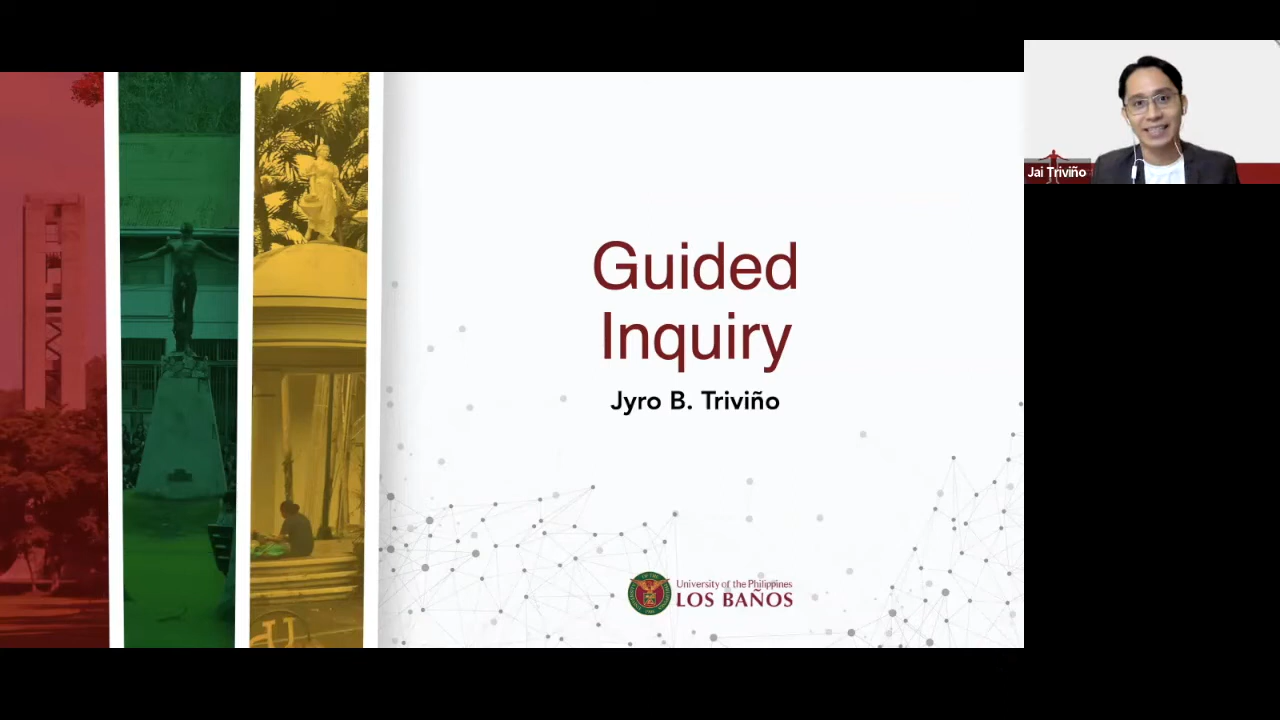 Guided
Inquiry
Jyro B. Triviño
University of the Philippines
LOS BAÑOS
Jai Triviño